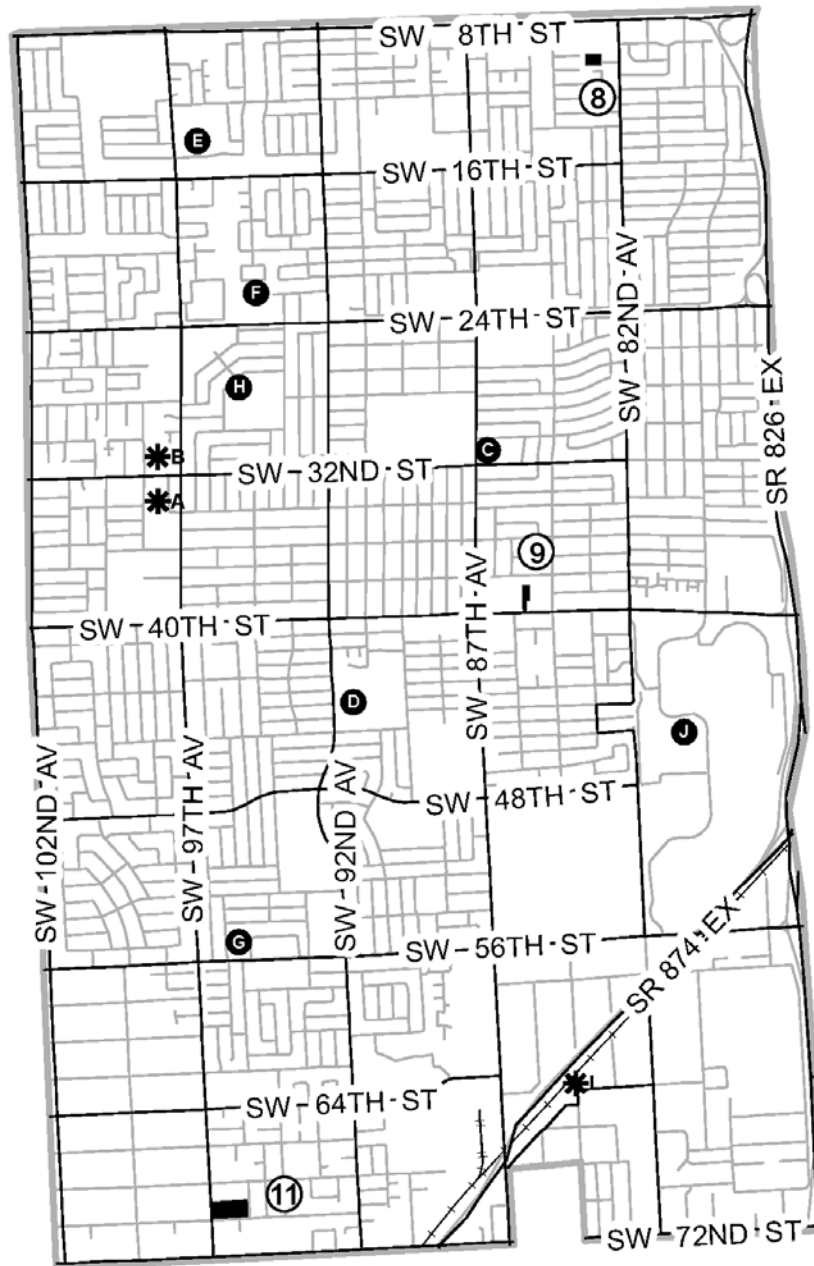 SW - 8TH ST
8
E
SW - 16TH - ST
SW - 82ND - AV
F
SW - 24TH - ST
SR 826 EX
H
C
B
SW - 32ND - ST
A
9
SW - 87TH - AV
SW - 40TH - ST
D
J
SW - 102ND - AV
SW - 97TH - AV
SW - 92ND AV
SW - 48TH - ST
G
SW - 56TH - ST
SR 874 EX
I
SW - 64TH - ST
11
SW - 72ND - ST